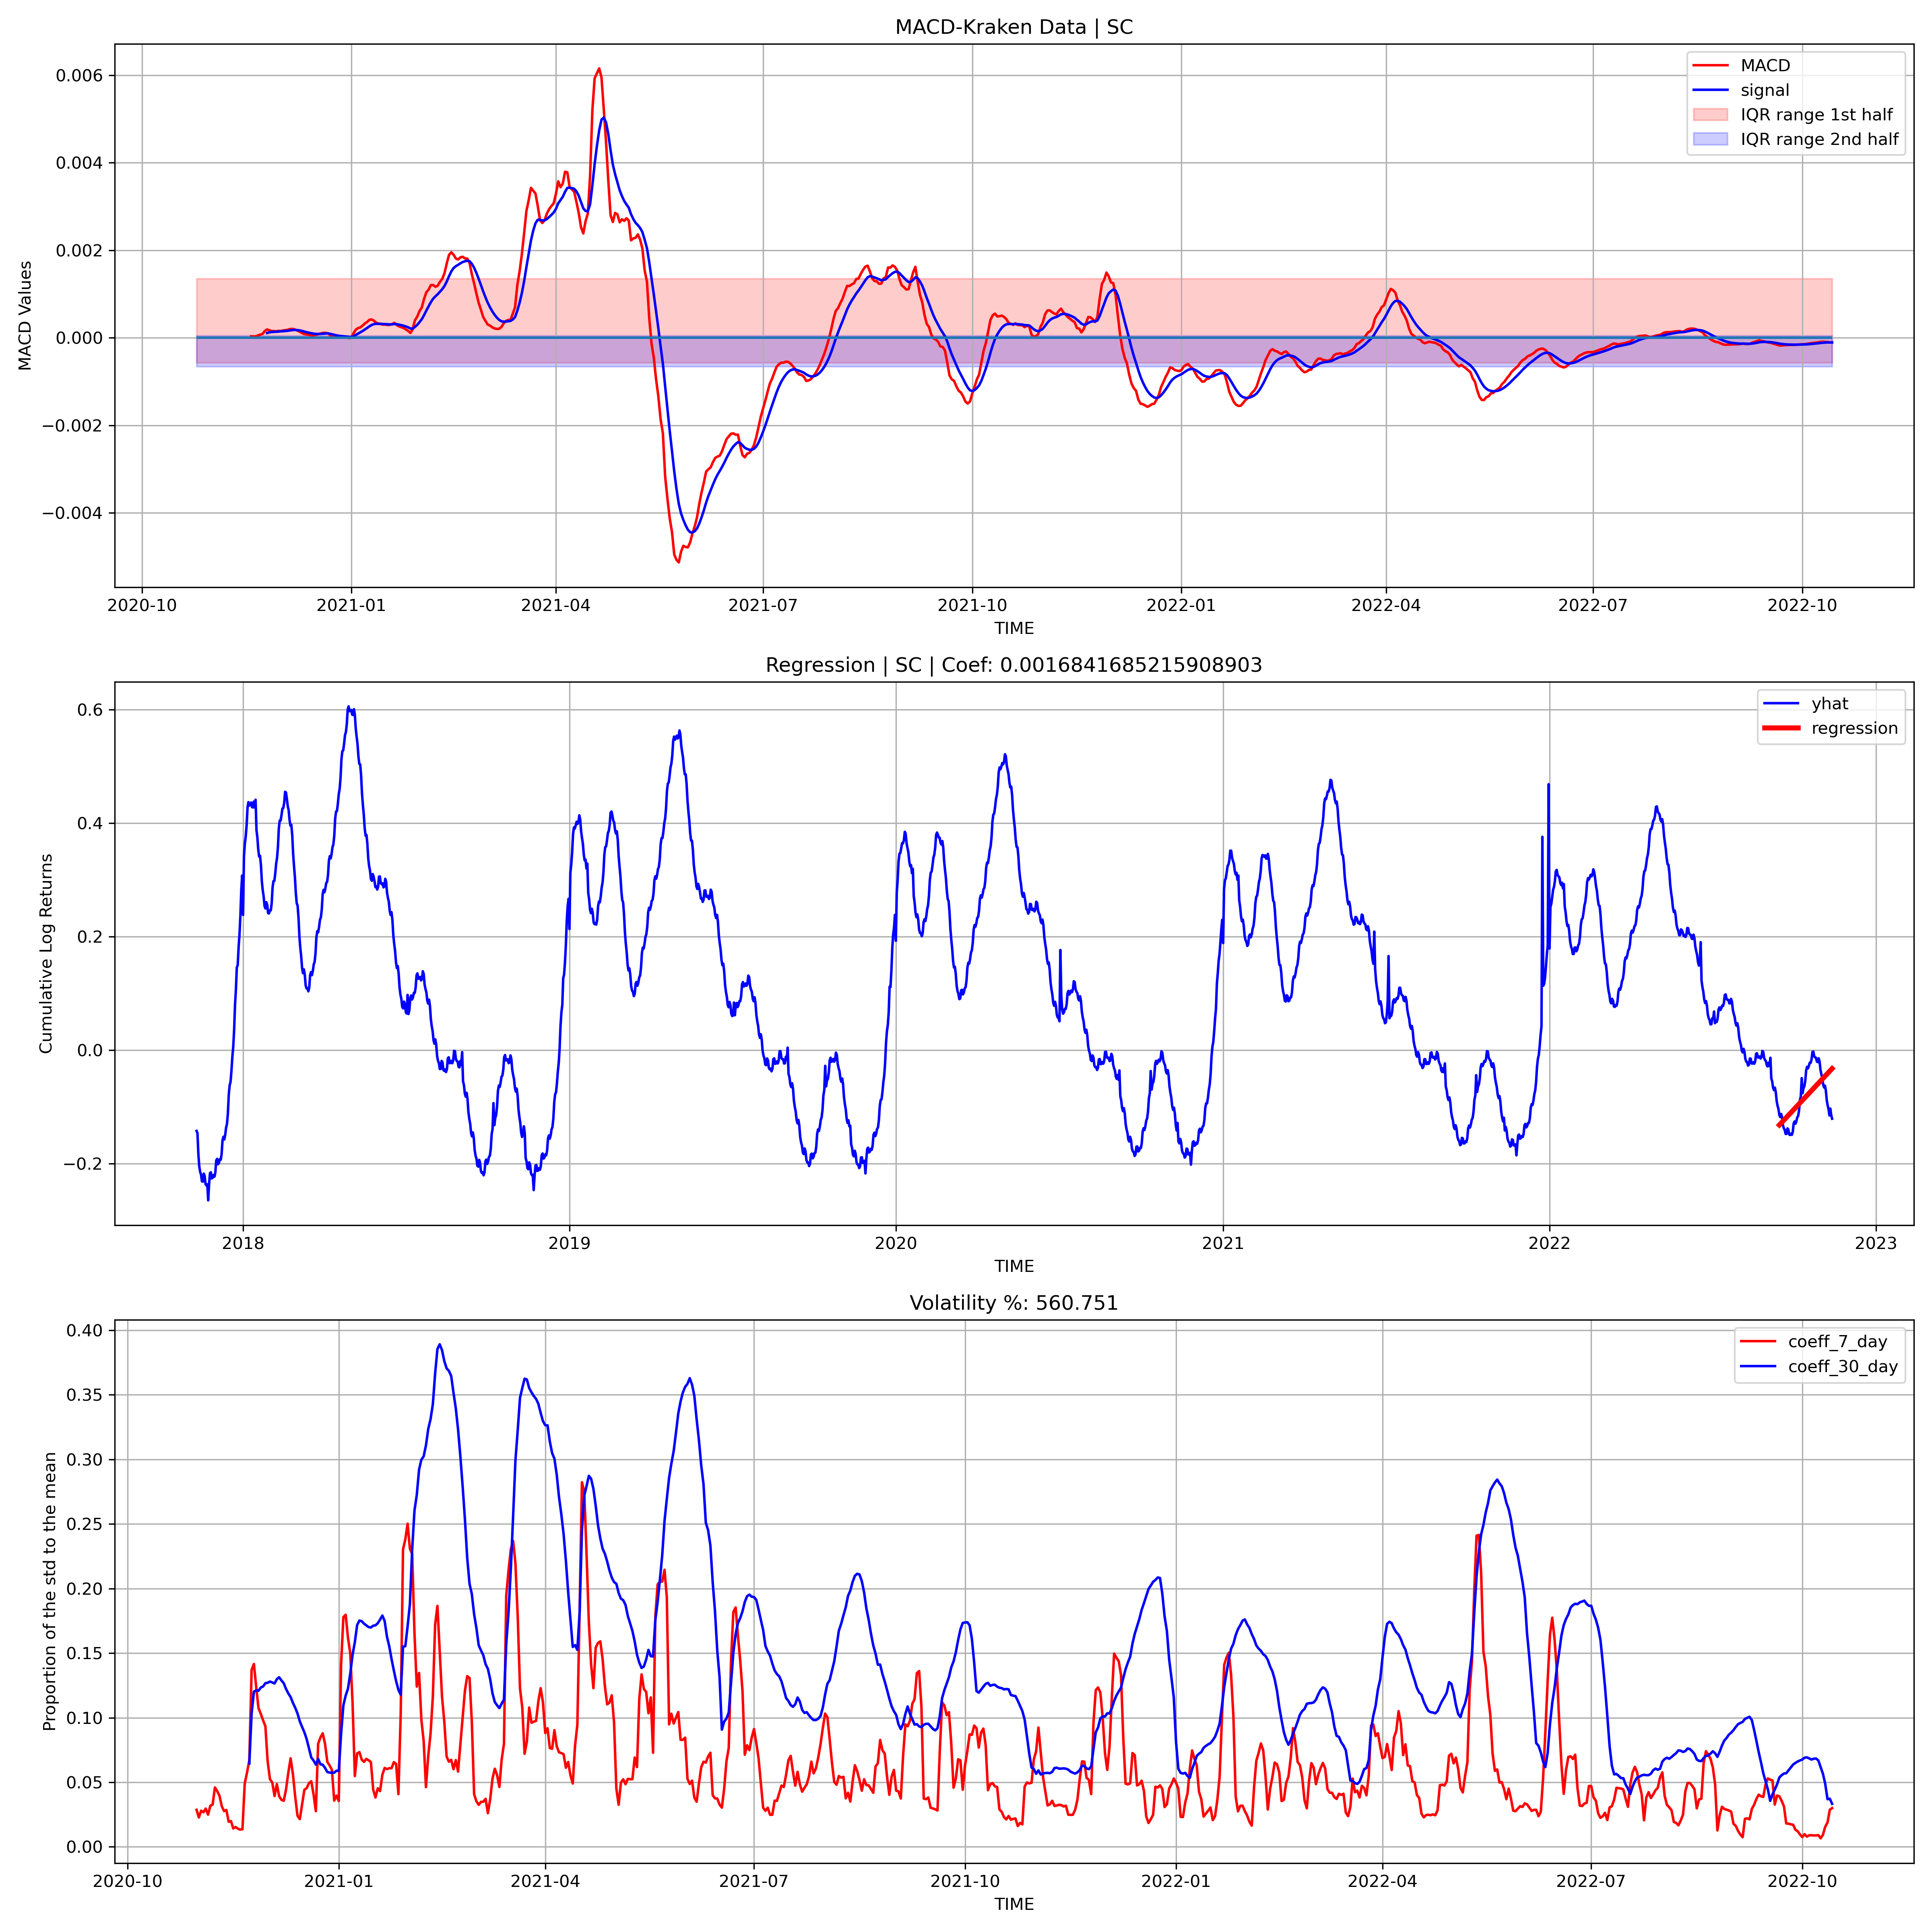 MACD-Kraken Data | SC
MACD
signal
IQR range 1st half
IQR range 2nd half
MACD Values
0.006
0.004
0.002
0.000
−0.002
−0.004
2020-10 2021-01 2021-04 2021-07 2021-10 2022-01 2022-04 2022-07 2022-10
TIME
Regression | SC | Coef: 0.0016841685215908903
yhat
regression
Cumulative Log Returns
0.6
0.4
0.2
0.0
−0.2
2018 2019 2020 2021 2022 2023
TIME
Volatility %: 560.751
coeff_7_day
coeff_30_day
Proportion of the std to the mean
0.40
0.35
0.30
0.25
0.20
0.15
0.10
0.05
0.00
2020-10 2021-01 2021-04 2021-07 2021-10 2022-01 2022-04 2022-07 2022-10
TIME